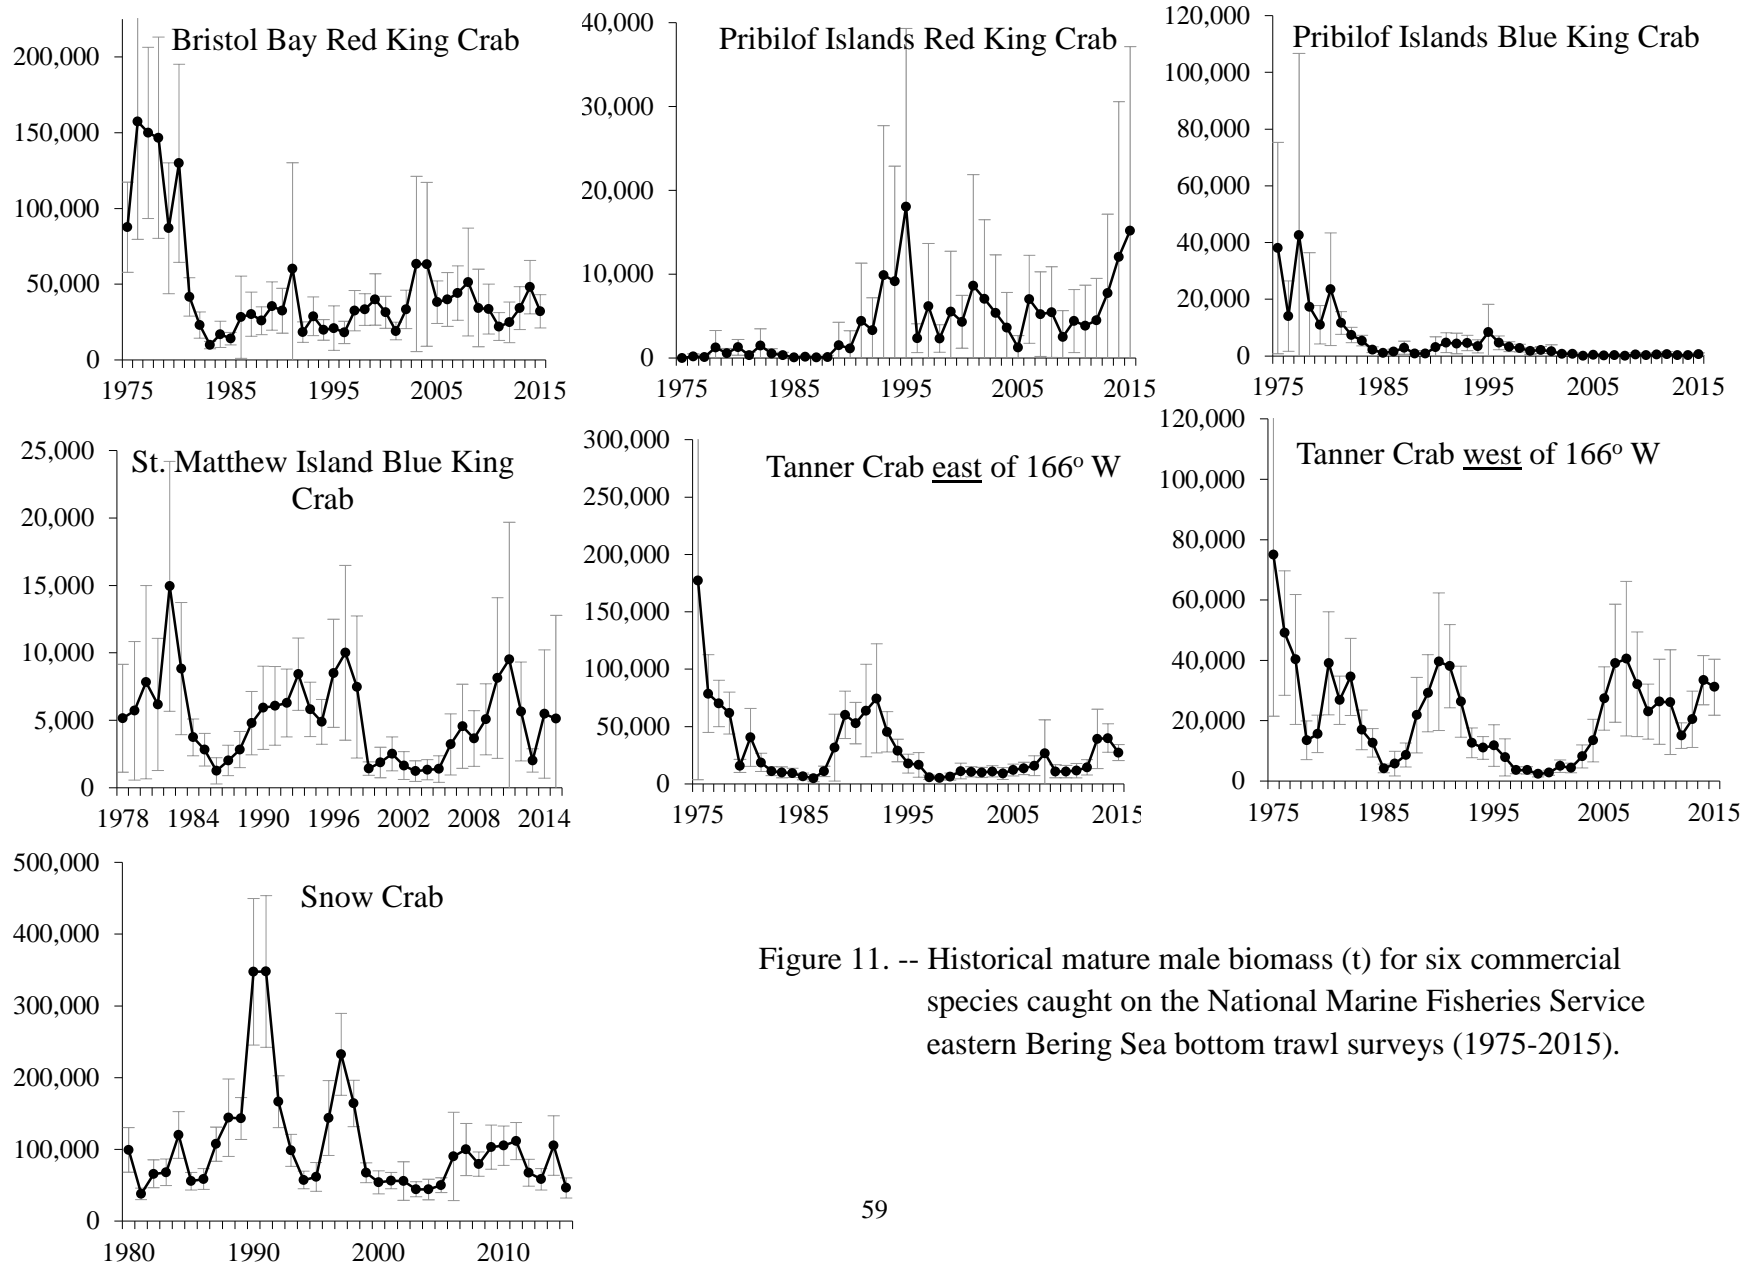 Bristol Bay Red King Crab
200,000
150,000
100,000
50,000
0
1975 1985 1995 2005 2015
Pribilof Islands Red King Crab
40,000
30,000
20,000
10,000
0
1975 1985 1995 2005 2015
Pribilof Islands Blue King Crab
120,000
100,000
80,000
60,000
40,000
20,000
0
1975 1985 1995 2005 2015
St. Matthew Island Blue King
Crab
25,000
20,000
15,000
10,000
5,000
0
1978 1984 1990 1996 2002 2008 2014
Tanner Crab east of 166° W
300,000
250,000
200,000
150,000
100,000
50,000
0
1975 1985 1995 2005 2015
Tanner Crab west of 166° W
120,000
100,000
80,000
60,000
40,000
20,000
0
1975 1985 1995 2005 2015
Snow Crab
500,000
400,000
300,000
200,000
100,000
0
1980 1990 2000 2010
Figure 11. -- Historical mature male biomass (t) for six commercial
species caught on the National Marine Fisheries Service
eastern Bering Sea bottom trawl surveys (1975-2015).
59